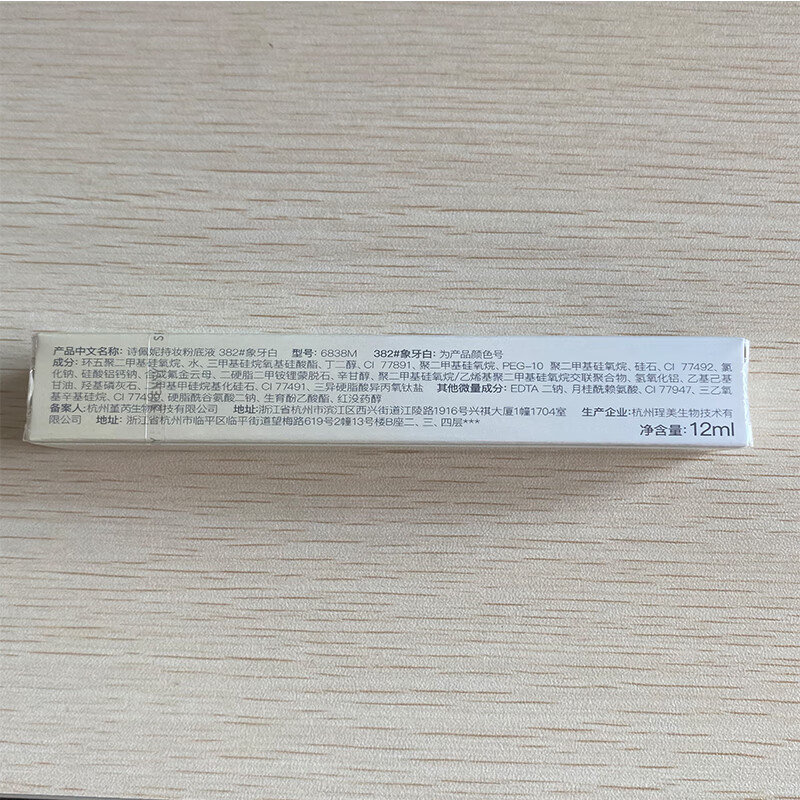 产品中文名称: 诗佩妮持妆粉底液 382#象牙白 型号: 6838M 382#象牙白: 为产品颜色号
成分: 环五聚二甲基硅氧烷、水、三甲基硅烷氧基硅酸酯、丁二醇、CI 77891、聚二甲基硅氧烷、PEG-10 聚二甲基硅氧烷、硅石、CI 77492、氯
化钠、硅酸铝钙钠、合成氟金云母、二硬脂二甲铵锂蒙脱石、辛甘醇、聚二甲基硅氧烷/乙烯基聚二甲基硅氧烷交联聚合物、氢氧化铝、乙基己基
甘油、羟基磷灰石、三甲基甲硅烷基化硅石、CI 77491、三异硬脂酸异丙氧钛盐 其他微量成分: EDTA 二钠、月桂酰赖氨酸、CI 77947、三乙氧
基辛基硅烷、CI 77499、硬脂酰谷氨酸二钠、生育酚乙酸酯、红没药醇
备案人: 杭州堇芮生物科技有限公司 地址: 浙江省杭州市滨江区西兴街道江陵路1916号兴祺大厦1幢1704室 生产企业: 杭州珵美生物技术有
限公司 地址: 浙江省杭州市临平区临平街道望梅路619号2幢13号楼B座二、三、四层***
净含量: 12ml